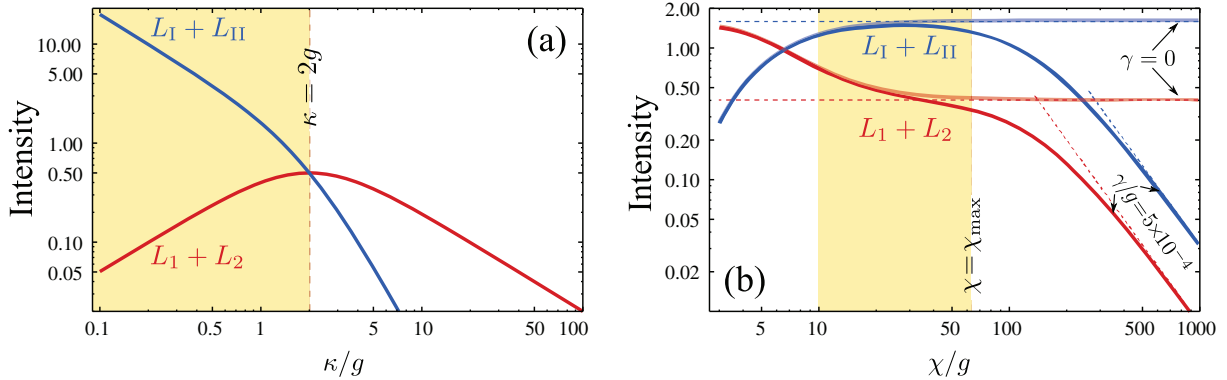 (a)
L_I + L_II
κ = 2g
L_1 + L_2
Intensity
10.00
5.00
1.00
0.50
0.10
0.05
0.1
0.5
1
5
10
50
100
κ/g
(b)
L_I + L_II
γ = 0
L_1 + L_2
γ/g=5×10^−4
χ = χ_max
Intensity
2.00
1.00
0.50
0.20
0.10
0.05
0.02
5
10
50
100
500
1000
χ/g